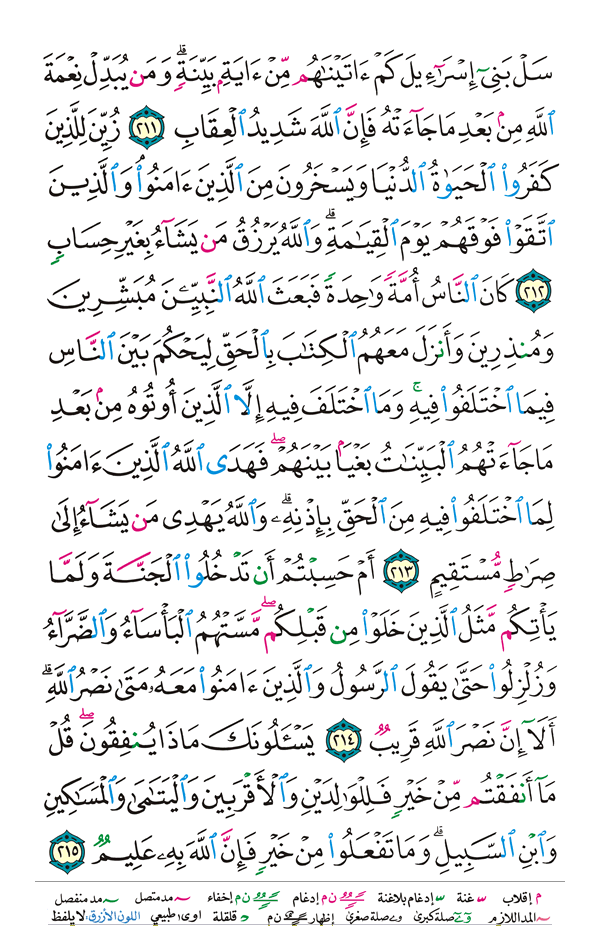 سَلۡ بَنِيٓ إِسۡرَٰٓءِيلَ كَمۡ ءَاتَيۡنَٰهُم مِّنۡ ءَايَةِۭ بَيِّنَةٖۗ وَمَن يُبَدِّلۡ نِعۡمَةَ
ٱللَّهِ مِنۢ بَعۡدِ مَا جَآءَتۡهُ فَإِنَّ ٱللَّهَ شَدِيدُ ٱلۡعِقَابِ ٢١١ زُيِّنَ لِلَّذِينَ
كَفَرُواْ ٱلۡحَيَوٰةُ ٱلدُّنۡيَا وَيَسۡخَرُونَ مِنَ ٱلَّذِينَ ءَامَنُواْۘ وَٱلَّذِينَ
ٱتَّقَوۡاْ فَوۡقَهُمۡ يَوۡمَ ٱلۡقِيَٰمَةِۗ وَٱللَّهُ يَرۡزُقُ مَن يَشَآءُ بِغَيۡرِ حِسَابٖ
٢١٢ كَانَ ٱلنَّاسُ أُمَّةٗ وَٰحِدَةٗ فَبَعَثَ ٱللَّهُ ٱلنَّبِيِّـۧنَ مُبَشِّرِينَ
وَمُنذِرِينَ وَأَنزَلَ مَعَهُمُ ٱلۡكِتَٰبَ بِٱلۡحَقِّ لِيَحۡكُمَ بَيۡنَ ٱلنَّاسِ
فِيمَا ٱخۡتَلَفُواْ فِيهِۚ وَمَا ٱخۡتَلَفَ فِيهِ إِلَّا ٱلَّذِينَ أُوتُوهُ مِنۢ بَعۡدِ
مَا جَآءَتۡهُمُ ٱلۡبَيِّنَٰتُ بَغۡيَۢا بَيۡنَهُمۡۖ فَهَدَى ٱللَّهُ ٱلَّذِينَ ءَامَنُواْ
لِمَا ٱخۡتَلَفُواْ فِيهِ مِنَ ٱلۡحَقِّ بِإِذۡنِهِۦۗ وَٱللَّهُ يَهۡدِي مَن يَشَآءُ إِلَىٰ
صِرَٰطٖ مُّسۡتَقِيمٍ ٢١٣ أَمۡ حَسِبۡتُمۡ أَن تَدۡخُلُواْ ٱلۡجَنَّةَ وَلَمَّا
يَأۡتِكُم مَّثَلُ ٱلَّذِينَ خَلَوۡاْ مِن قَبۡلِكُمۖ مَّسَّتۡهُمُ ٱلۡبَأۡسَآءُ وَٱلضَّرَّآءُ
وَزُلۡزِلُواْ حَتَّىٰ يَقُولَ ٱلرَّسُولُ وَٱلَّذِينَ ءَامَنُواْ مَعَهُۥ مَتَىٰ نَصۡرُ ٱللَّهِۗ
أَلَآ إِنَّ نَصۡرَ ٱللَّهِ قَرِيبٞ ٢١٤ يَسۡـَٔلُونَكَ مَاذَا يُنفِقُونَۖ قُلۡ
مَآ أَنفَقۡتُم مِّنۡ خَيۡرٖ فَلِلۡوَٰلِدَيۡنِ وَٱلۡأَقۡرَبِينَ وَٱلۡيَتَٰمَىٰ وَٱلۡمَسَٰكِينِ
وَٱبۡنِ ٱلسَّبِيلِۗ وَمَا تَفۡعَلُواْ مِنۡ خَيۡرٖ فَإِنَّ ٱللَّهَ بِهِۦ عَلِيمٞ ٢١٥
م إقلاب غنة إدغام بلاغنة ن م إدغام ن م إخفاء مد متصل مد منفصل
المد اللازم صلة كبرى و ے صلة صغرى إظهار ن م قلقلة اوى طبيعي اللون الأزرق: لا يلفظ